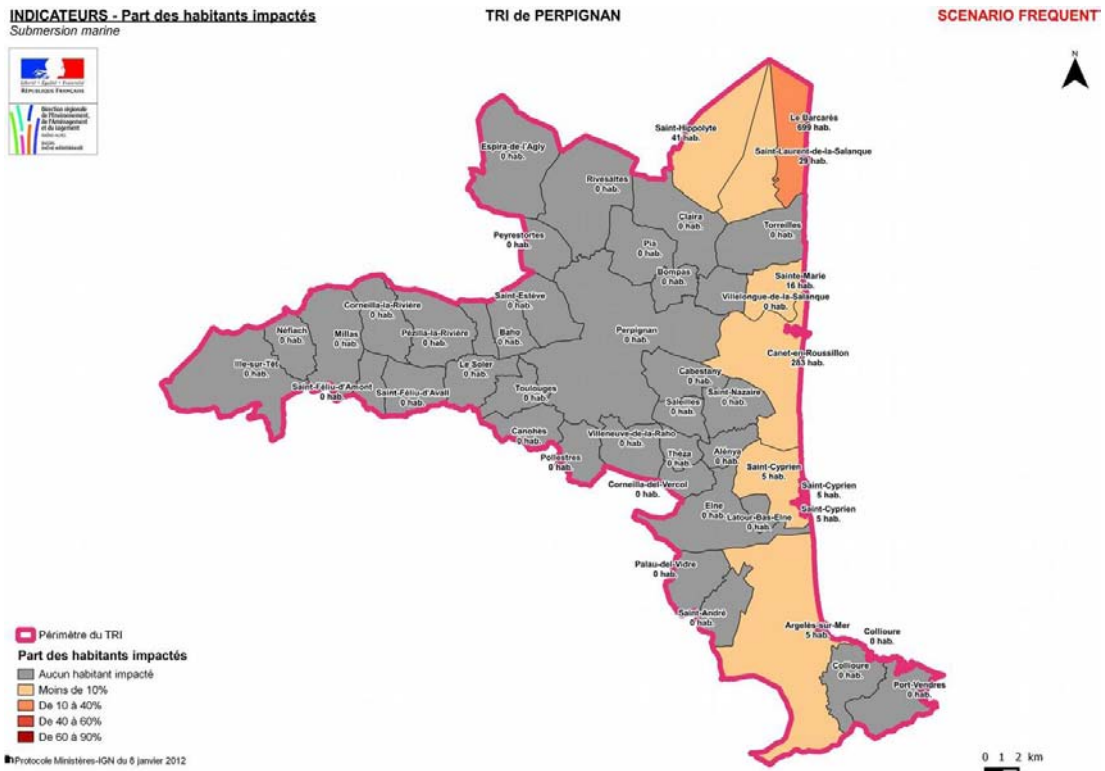 INDICATEURS - Part des habitants impactés
Submersion marine
TRI de PERPIGNAN
SCENARIO FREQUENT
RÉPUBLIQUE FRANÇAISE
Direction régionale
de l'Environnement,
de l'Aménagement
et du Logement
N
Le Barcarès
699 hab.
Saint-Hippolyte
41 hab.
Saint-Laurent-de-la-Salanque
29 hab.
Espira-de-l'Agly
0 hab.
Rivesaltes
0 hab.
Claira
0 hab.
Torreilles
0 hab.
Peyrestortes
0 hab.
Pia
0 hab.
Bompas
0 hab.
Sainte-Marie
16 hab.
Villelongue-de-la-Salanque
0 hab.
Saint-Estève
0 hab.
Corneilla-la-Rivière
0 hab.
Néfiach
0 hab.
Millas
0 hab.
Pézilla-la-Rivière
0 hab.
Baho
0 hab.
Perpignan
0 hab.
Canet-en-Roussillon
283 hab.
Ille-sur-Têt
0 hab.
Le Soler
0 hab.
Cabestany
0 hab.
Saint-Féliu-d'Amont
0 hab.
Saint-Féliu-d'Avall
0 hab.
Toulouges
0 hab.
Saint-Nazaire
0 hab.
Saleilles
0 hab.
Canohès
0 hab.
Villeneuve-de-la-Raho
0 hab.
Pollestres
0 hab.
Théza
0 hab.
Alénya
0 hab.
Saint-Cyprien
5 hab.
Corneilla-del-Vercol
0 hab.
Saint-Cyprien
5 hab.
Saint-Cyprien
5 hab.
Elne
0 hab.
Latour-Bas-Elne
0 hab.
Palau-del-Vidre
0 hab.
Saint-André
0 hab.
Argelès-sur-Mer
5 hab.
Collioure
0 hab.
Collioure
0 hab.
Port-Vendres
0 hab.
Périmètre du TRI
Part des habitants impactés
Aucun habitant impacté
Moins de 10%
De 10 à 40%
De 40 à 60%
De 60 à 90%
Protocole Ministères-IGN du 6 janvier 2012
0 1 2 km